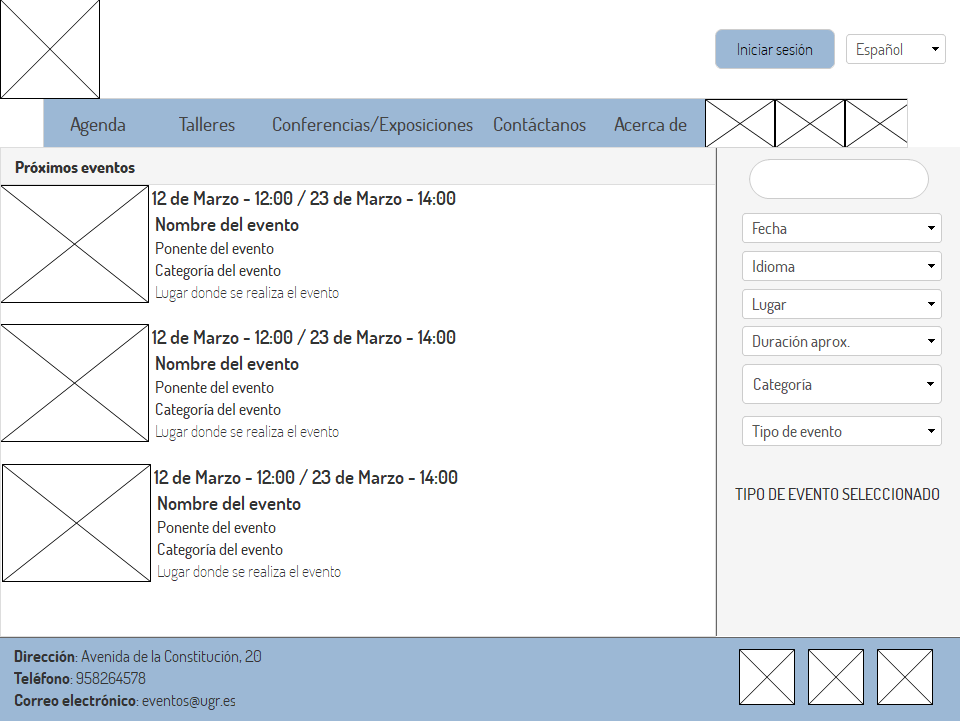 Iniciar sesión
Español
Agenda
Talleres
Conferencias/Exposiciones
Contáctanos
Acerca de
Próximos eventos
12 de Marzo - 12:00 / 23 de Marzo - 14:00
Nombre del evento
Ponente del evento
Categoría del evento
Lugar donde se realiza el evento
12 de Marzo - 12:00 / 23 de Marzo - 14:00
Nombre del evento
Ponente del evento
Categoría del evento
Lugar donde se realiza el evento
12 de Marzo - 12:00 / 23 de Marzo - 14:00
Nombre del evento
Ponente del evento
Categoría del evento
Lugar donde se realiza el evento
Fecha
Idioma
Lugar
Duración aprox.
Categoría
Tipo de evento
TIPO DE EVENTO SELECCIONADO
Dirección: Avenida de la Constitución, 20
Teléfono: 958264578
Correo electrónico: eventos@ugr.es